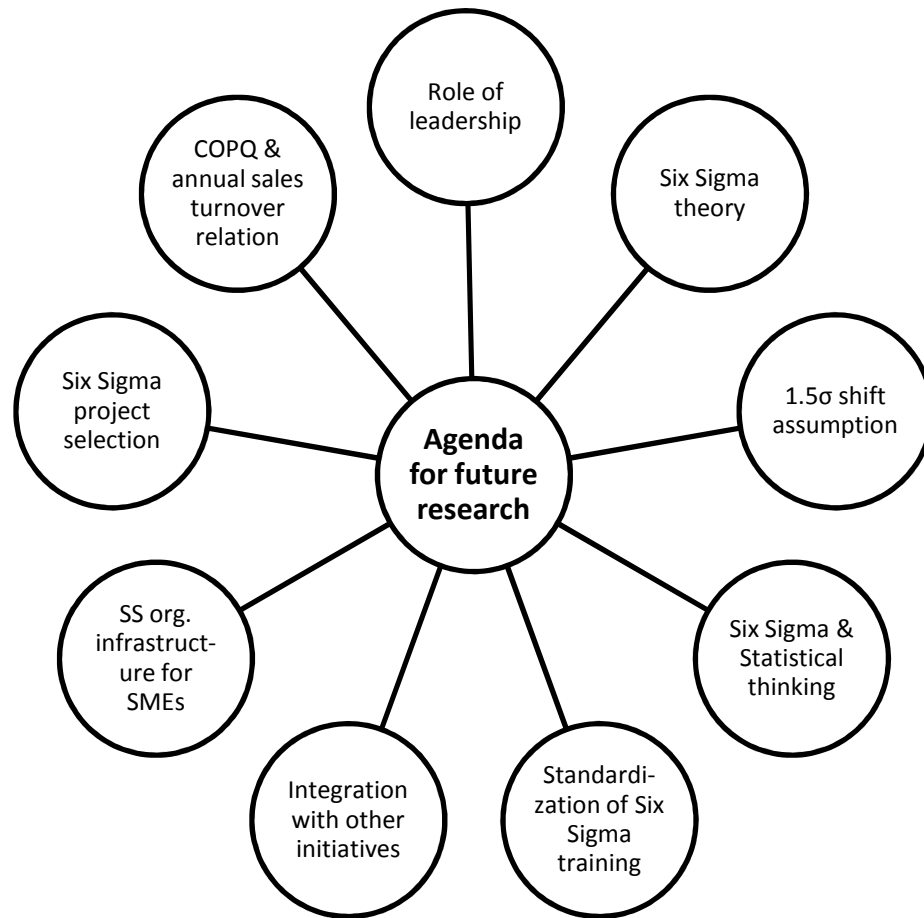 Role of
leadership
Six Sigma
theory
1.5σ shift
assumption
Six Sigma &
Statistical
thinking
Standardi-
zation of Six
Sigma
training
Integration
with other
initiatives
SS org.
infrastruct-
ure for
SMEs
Six Sigma
project
selection
COPQ &
annual sales
turnover
relation
Agenda
for future
research